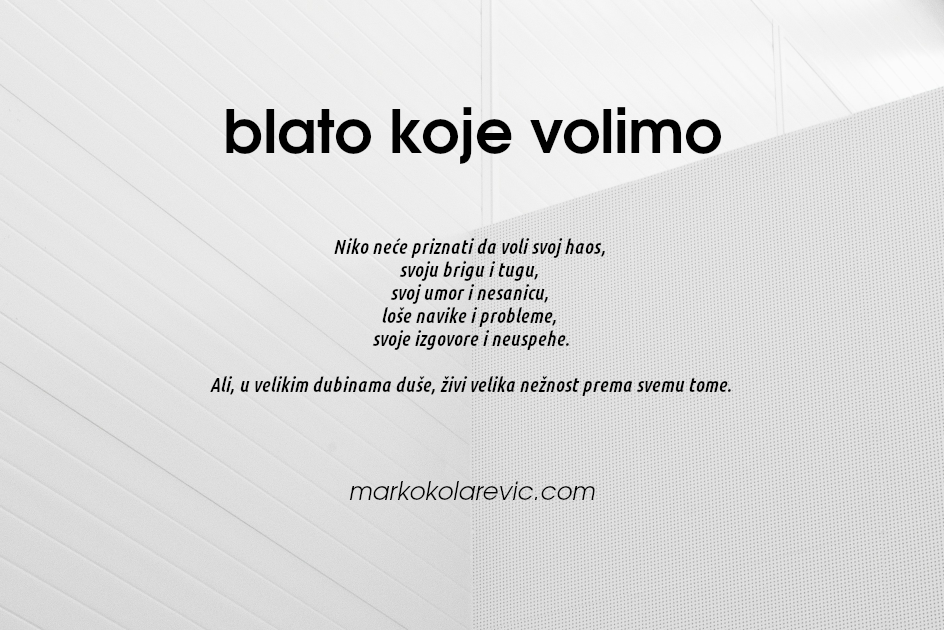 blato koje volimo
Niko neće priznati da voli svoj haos,
svoju brigu i tugu,
svoj umor i nesanicu,
loše navike i probleme,
svoje izgovore i neuspehe.
Ali, u velikim dubinama duše, živi velika nežnost prema svemu tome.
markokolarevic.com